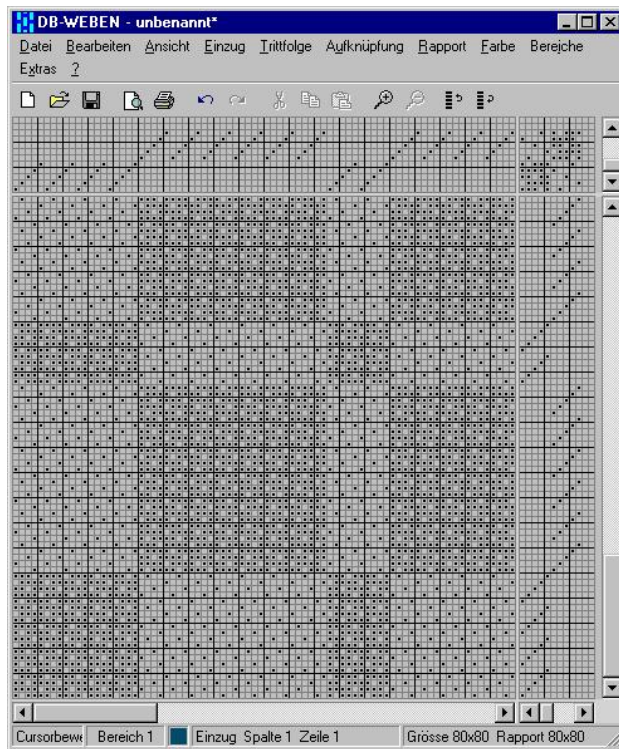 DB-WEBEN - unbenannt*
Datei Bearbeiten Ansicht Einzug Trittfolge Aufknüpfung Rapport Farbe Bereiche
Extras ?
Cursorbewe Bereich 1 Einzug Spalte 1 Zeile 1 Grösse 80x80 Rapport 80x80